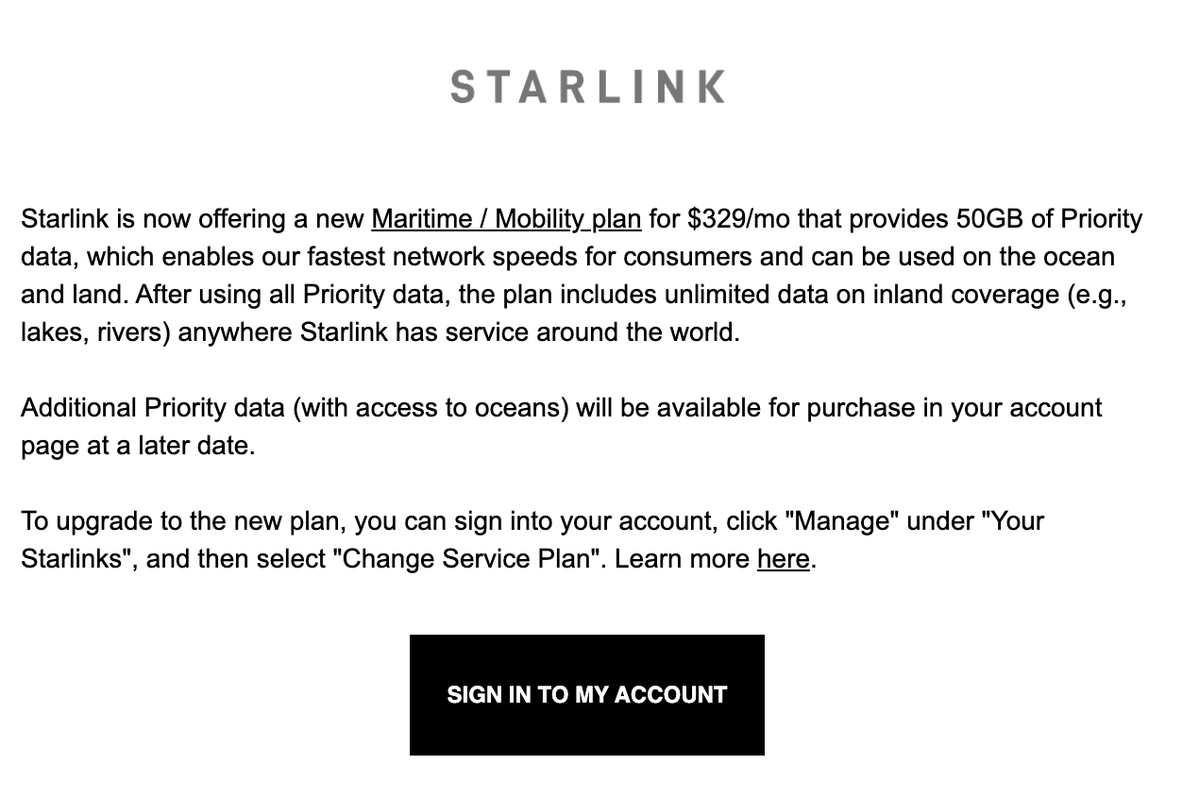 STARLINK
Starlink is now offering a new Maritime / Mobility plan for $329/mo that provides 50GB of Priority
data, which enables our fastest network speeds for consumers and can be used on the ocean
and land. After using all Priority data, the plan includes unlimited data on inland coverage (e.g.,
lakes, rivers) anywhere Starlink has service around the world.
Additional Priority data (with access to oceans) will be available for purchase in your account
page at a later date.
To upgrade to the new plan, you can sign into your account, click "Manage" under "Your
Starlinks", and then select "Change Service Plan". Learn more here.
SIGN IN TO MY ACCOUNT